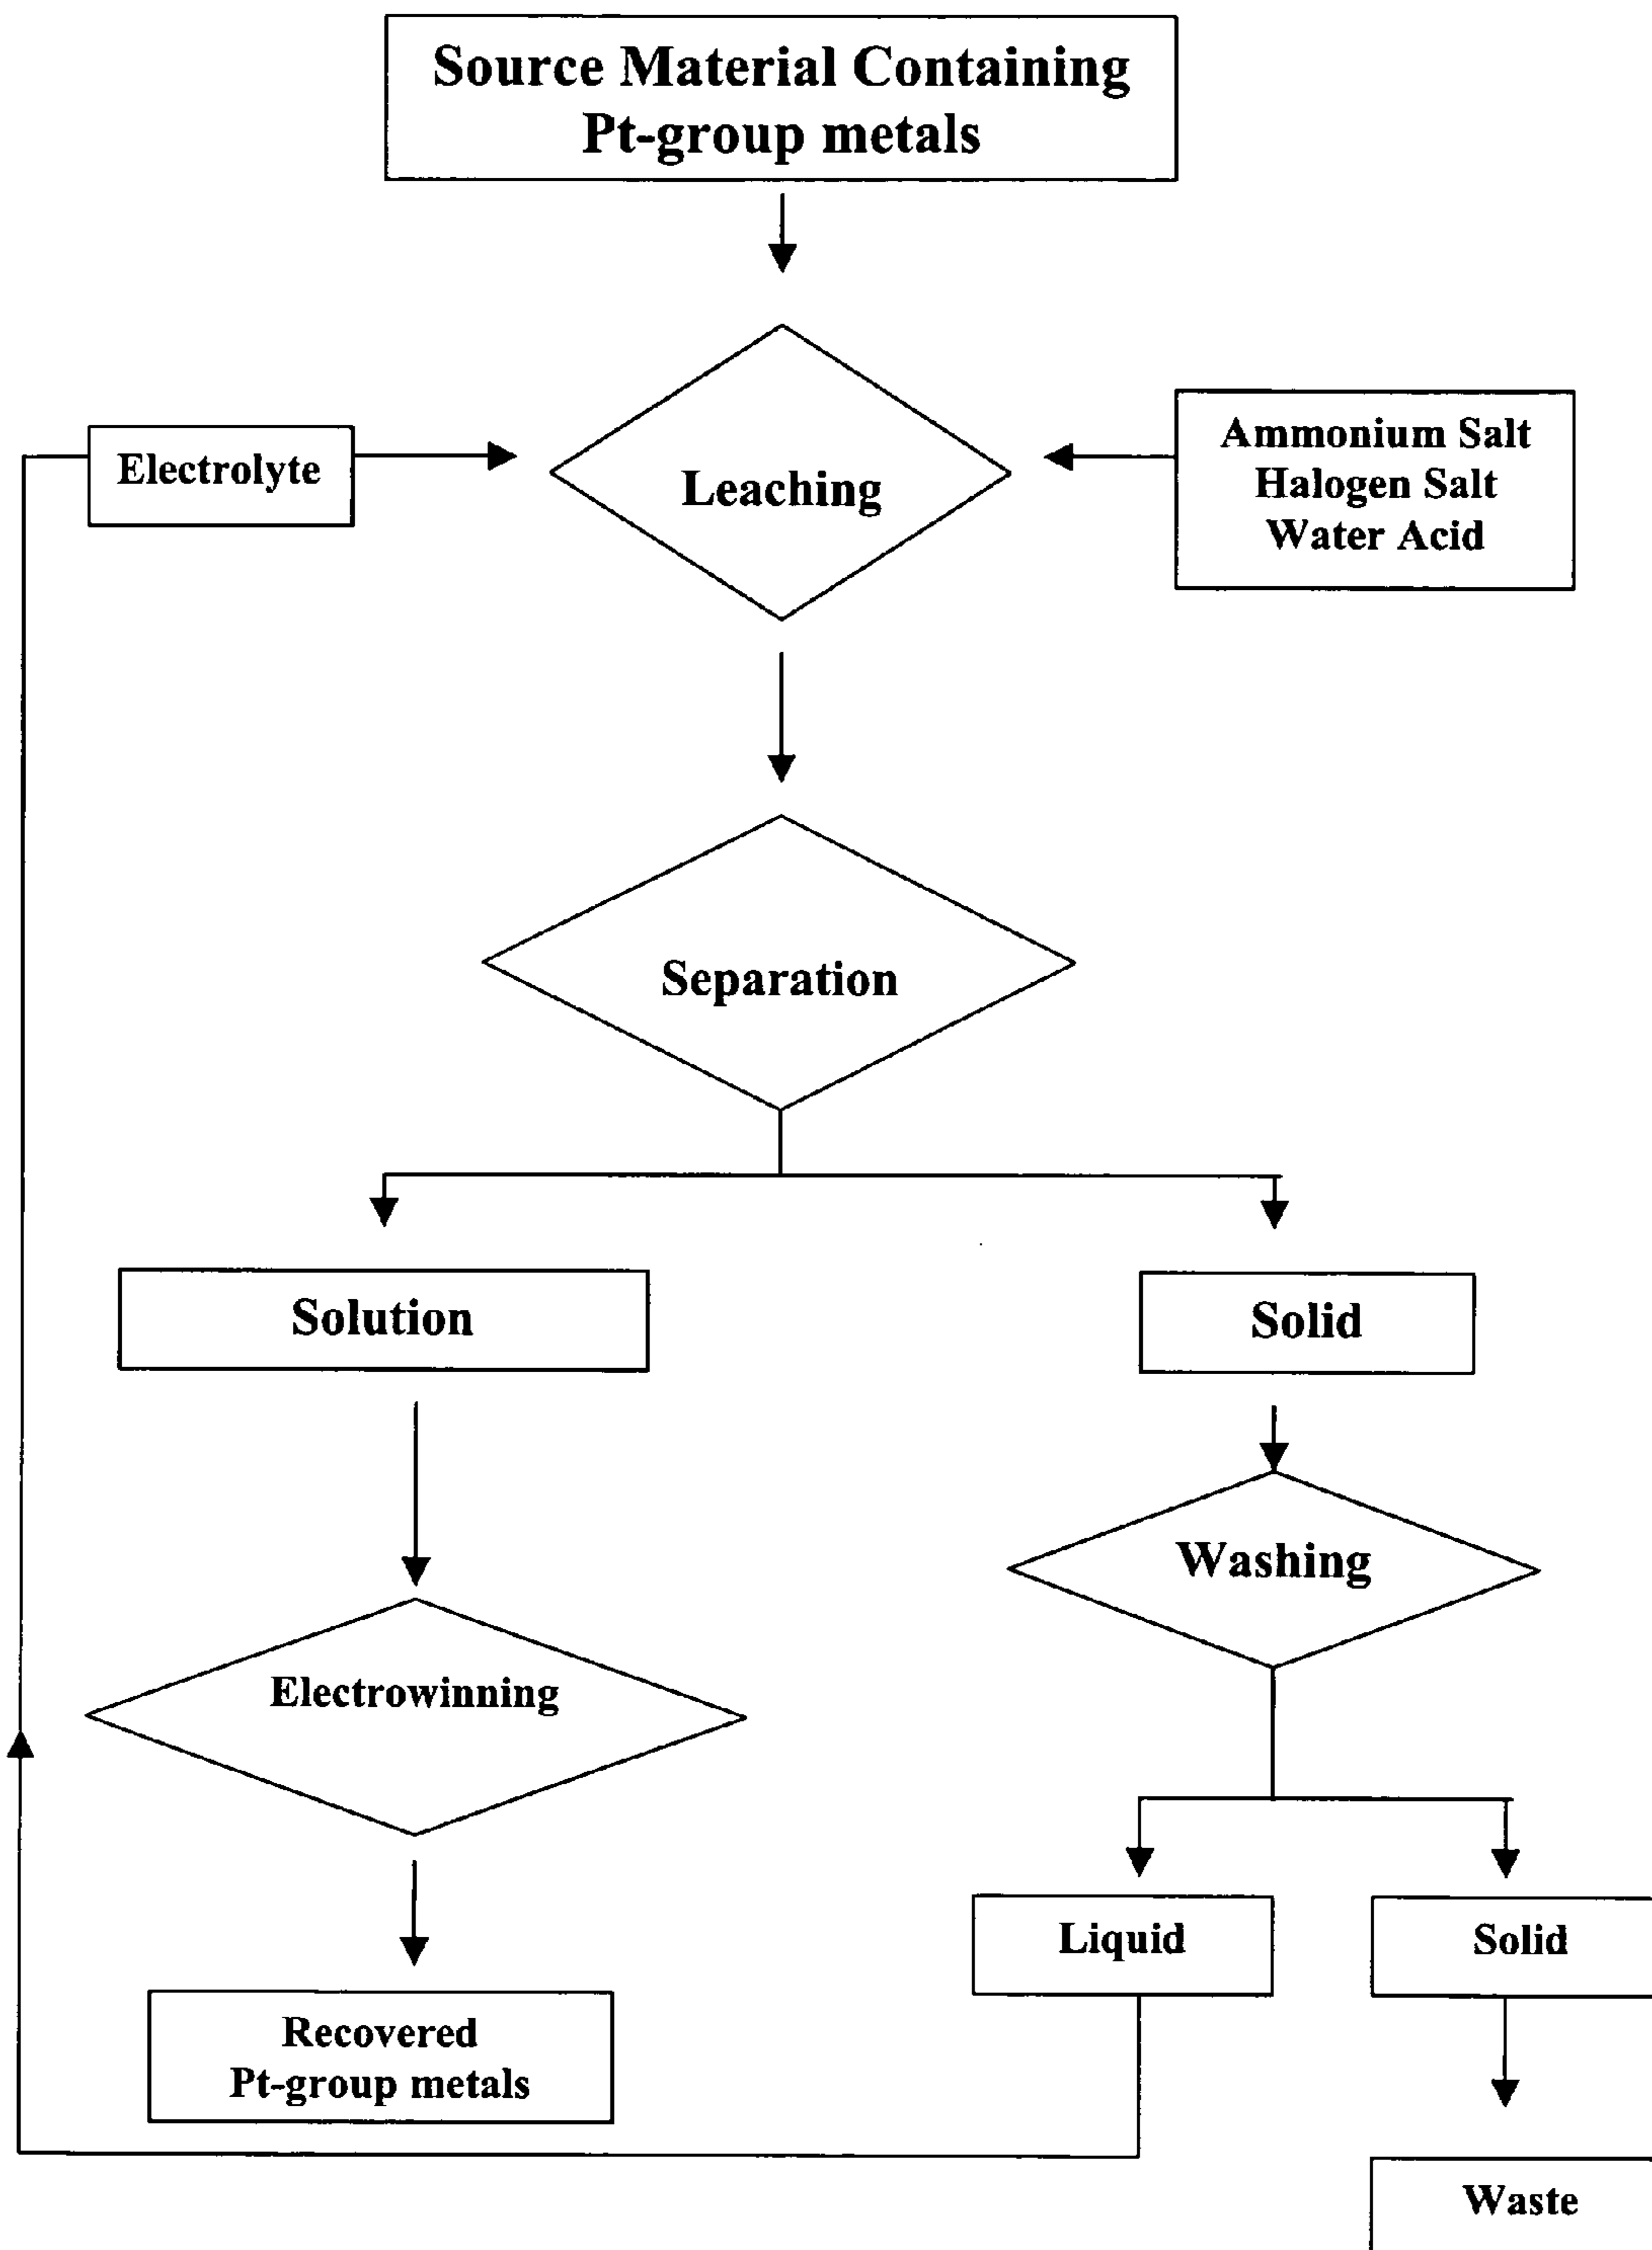 Source Material Containing
Pt-group metals
Electrolyte
Leaching
Ammonium Salt
Halogen Salt
Water Acid
Separation
Solution
Solid
Washing
Electrowinning
Liquid
Solid
Recovered
Pt-group metals
Waste